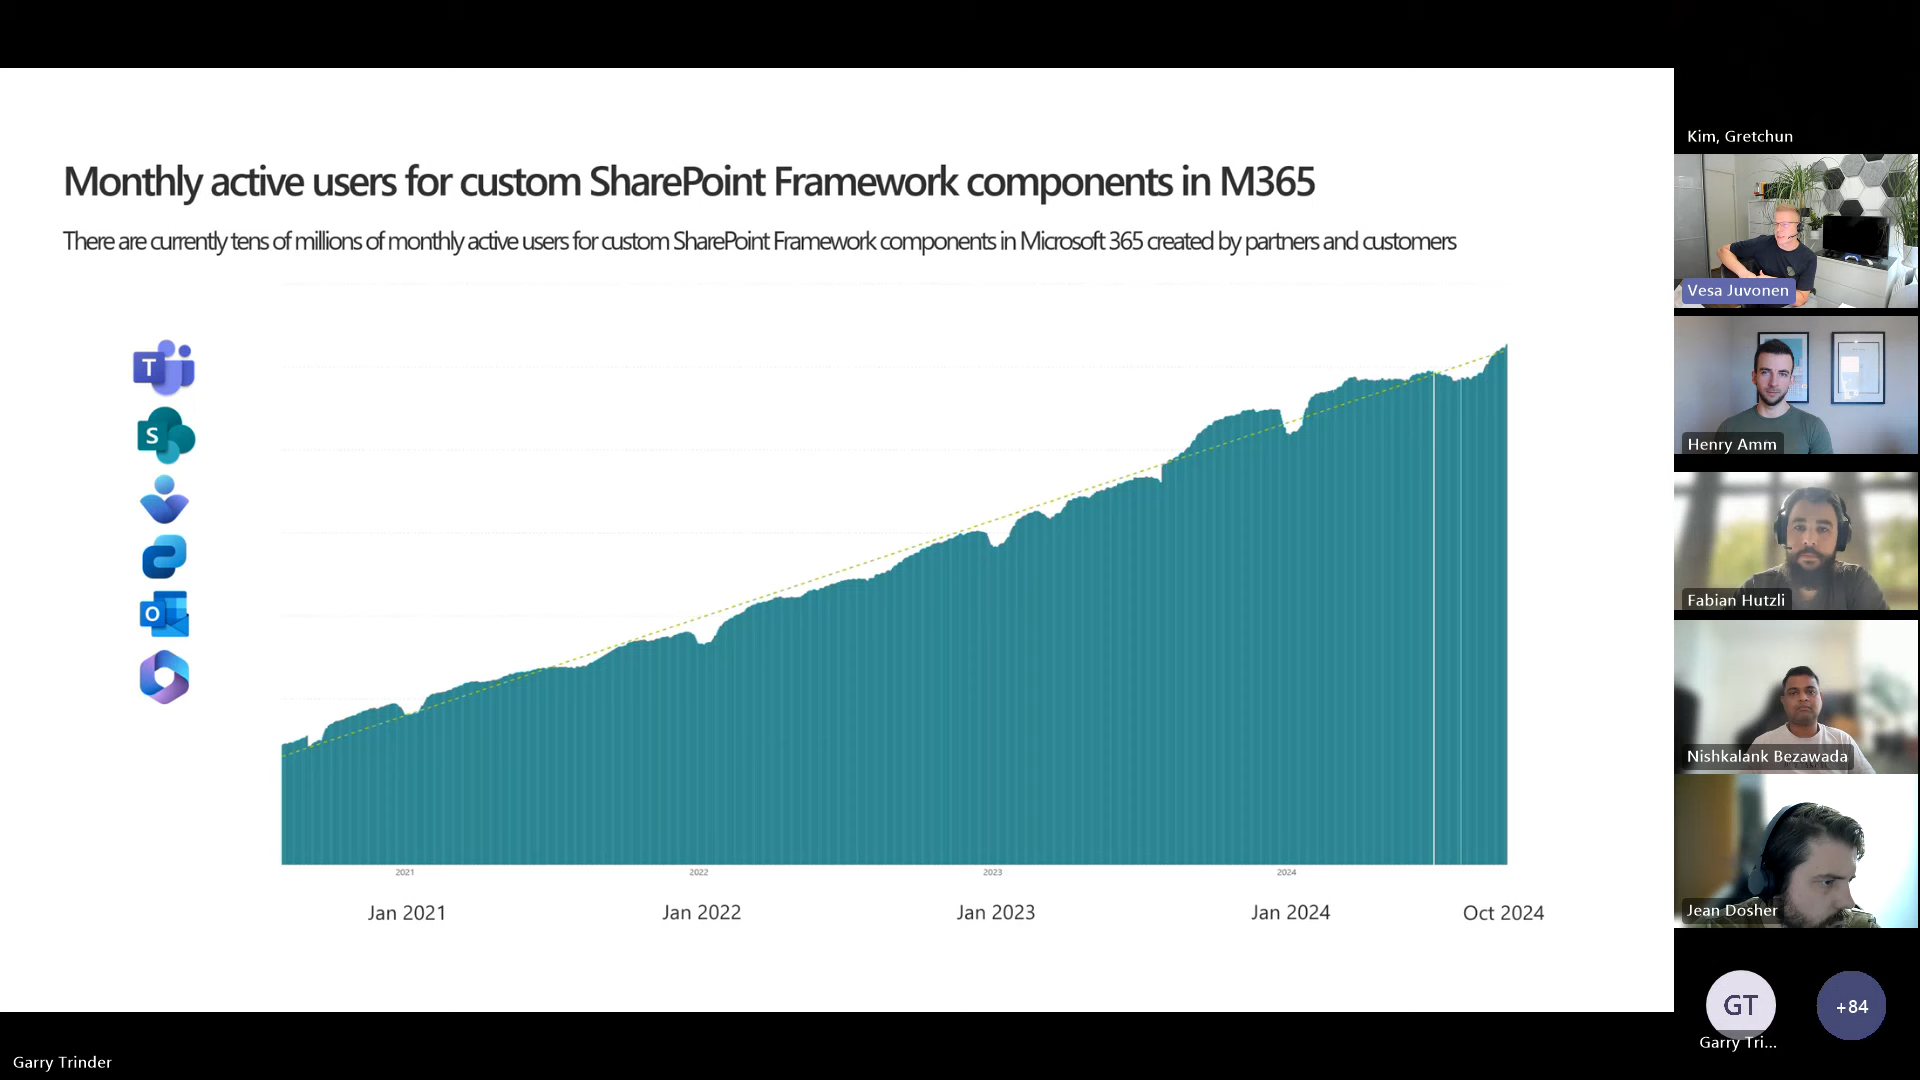 Monthly active users for custom SharePoint Framework components in M365
There are currently tens of millions of monthly active users for custom SharePoint Framework components in Microsoft 365 created by partners and customers
T
S
O
2021
2022
2023
2024
Jan 2021
Jan 2022
Jan 2023
Jan 2024
Oct 2024
Kim, Gretchun
Vesa Juvonen
Henry Amm
Fabian Hutzli
Nishkalank Bezawada
Jean Dosher
GT
+84
Garry Tri...
Garry Trinder